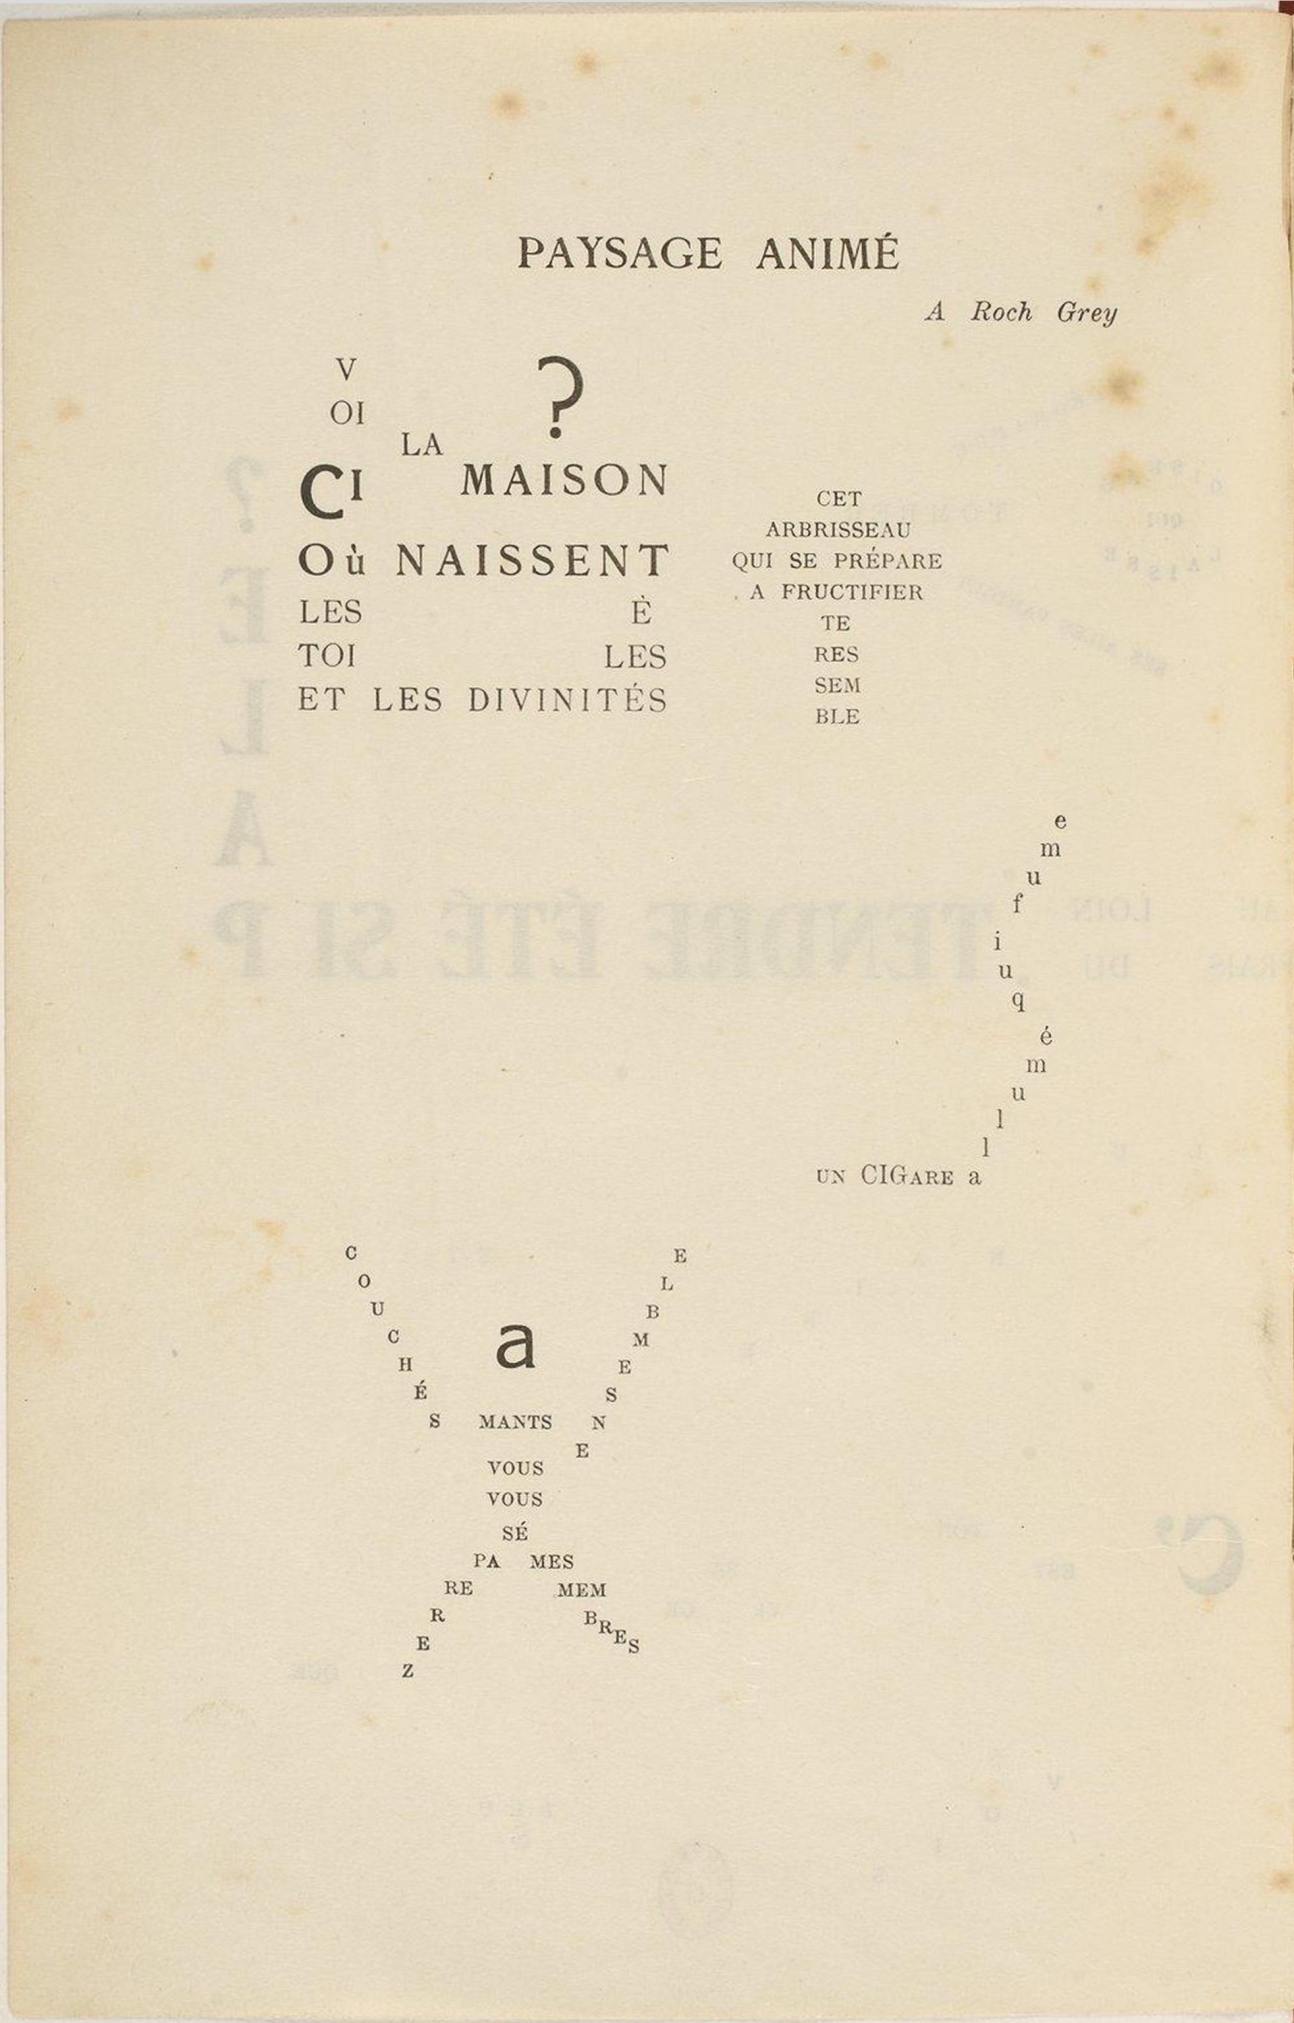 PAYSAGE ANIMÉ
A Roch Grey
V
OI
CI
LA
?
MAISON
Où NAISSENT
LES È
TOI LES
ET LES DIVINITÉS
CET
ARBRISSEAU
QUI SE PRÉPARE
A FRUCTIFIER
TE
RES
SEM
BLE
UN CIGARE a
l
l
u
m
é
q
u
i
f
u
m
e
C
O
U
C
H
É
S
E
N
S
E
M
B
L
E
a
MANTS
VOUS
VOUS
SÉ
PA
RE
R
E
Z
MES
MEM
BRES